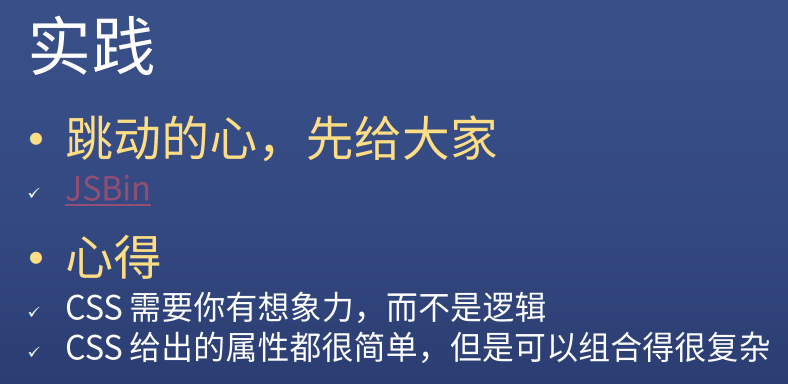 实践
• 跳动的心，先给大家
✓ JSBin
• 心得
✓ CSS 需要你有想象力，而不是逻辑
✓ CSS 给出的属性都很简单，但是可以组合得很复杂